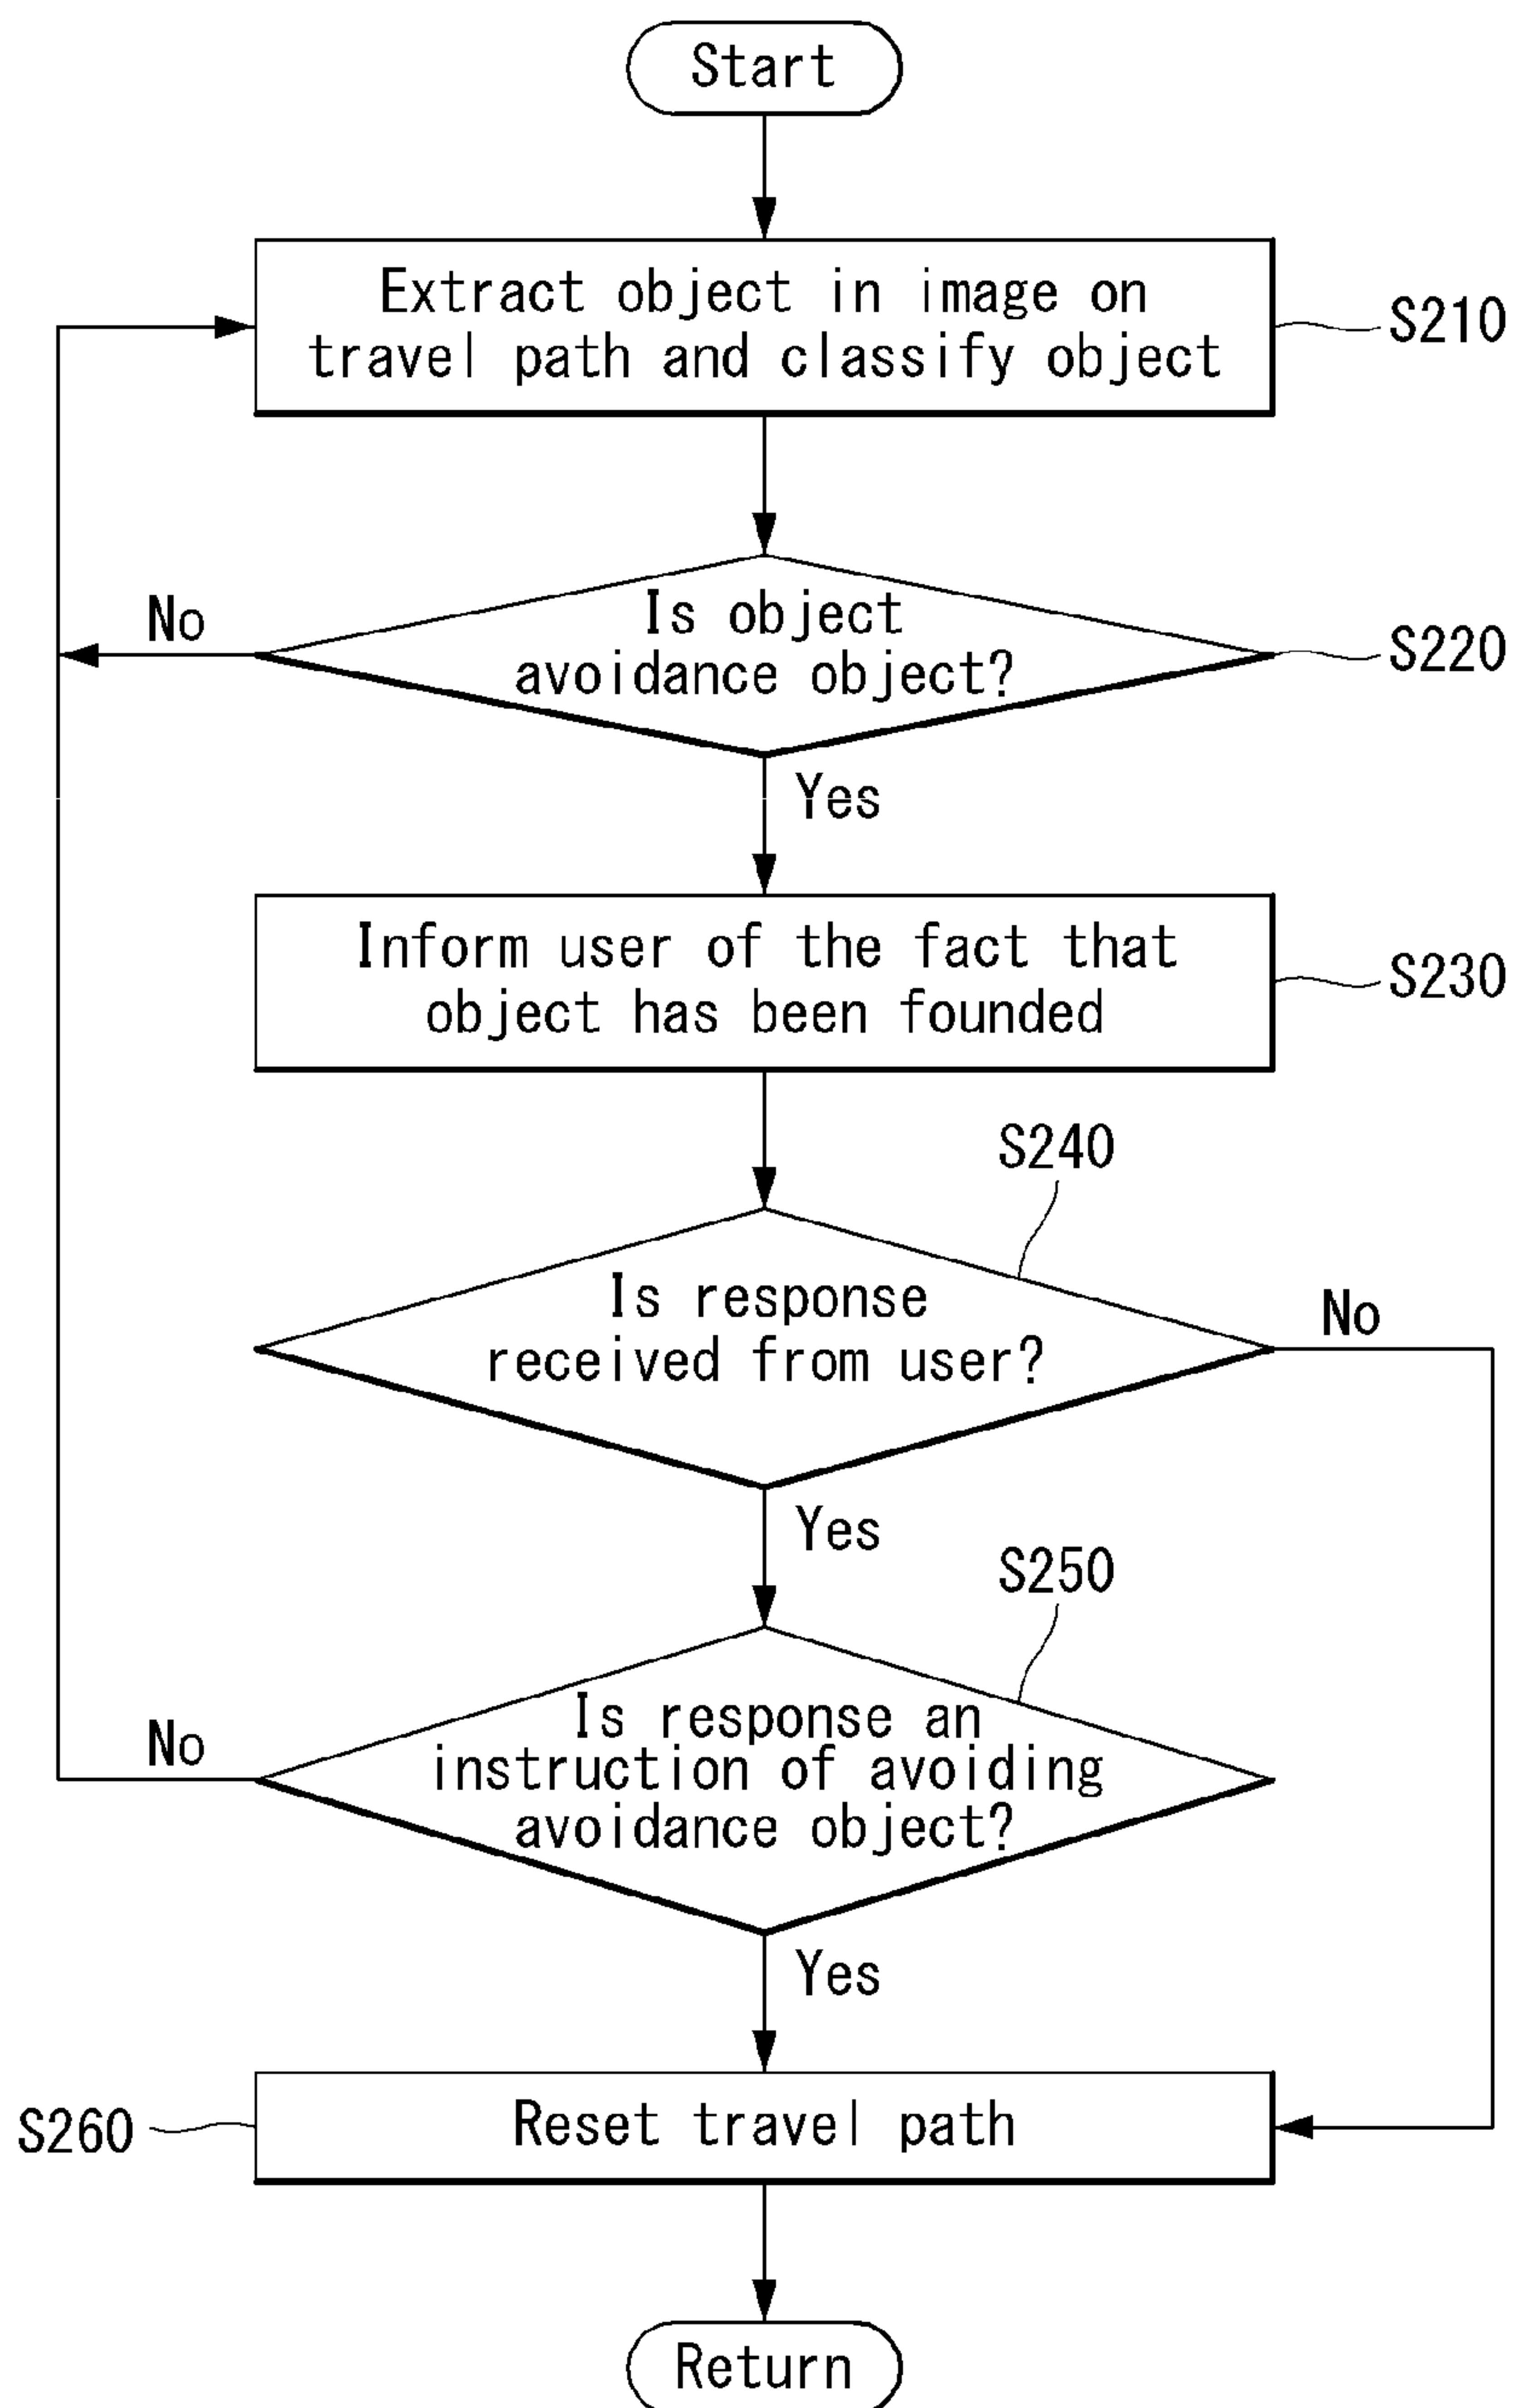 Start
Extract object in image on
travel path and classify object
S210
Is object
avoidance object?
S220
No
Yes
Inform user of the fact that
object has been founded
S230
S240
Is response
received from user?
No
Yes
S250
Is response an
instruction of avoiding
avoidance object?
No
Yes
Reset travel path
S260
Return